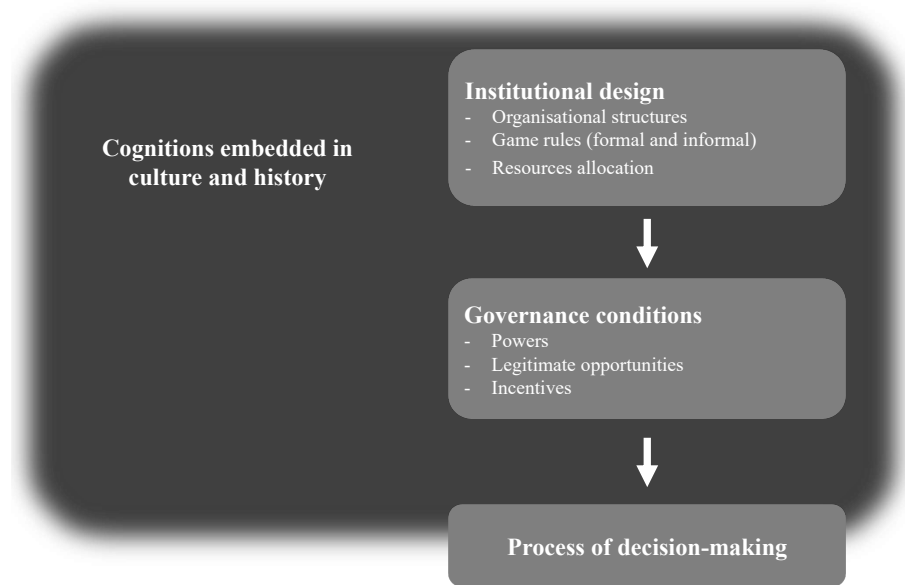 Cognitions embedded in
culture and history
Institutional design
- Organisational structures
- Game rules (formal and informal)
- Resources allocation
Governance conditions
- Powers
- Legitimate opportunities
- Incentives
Process of decision-making